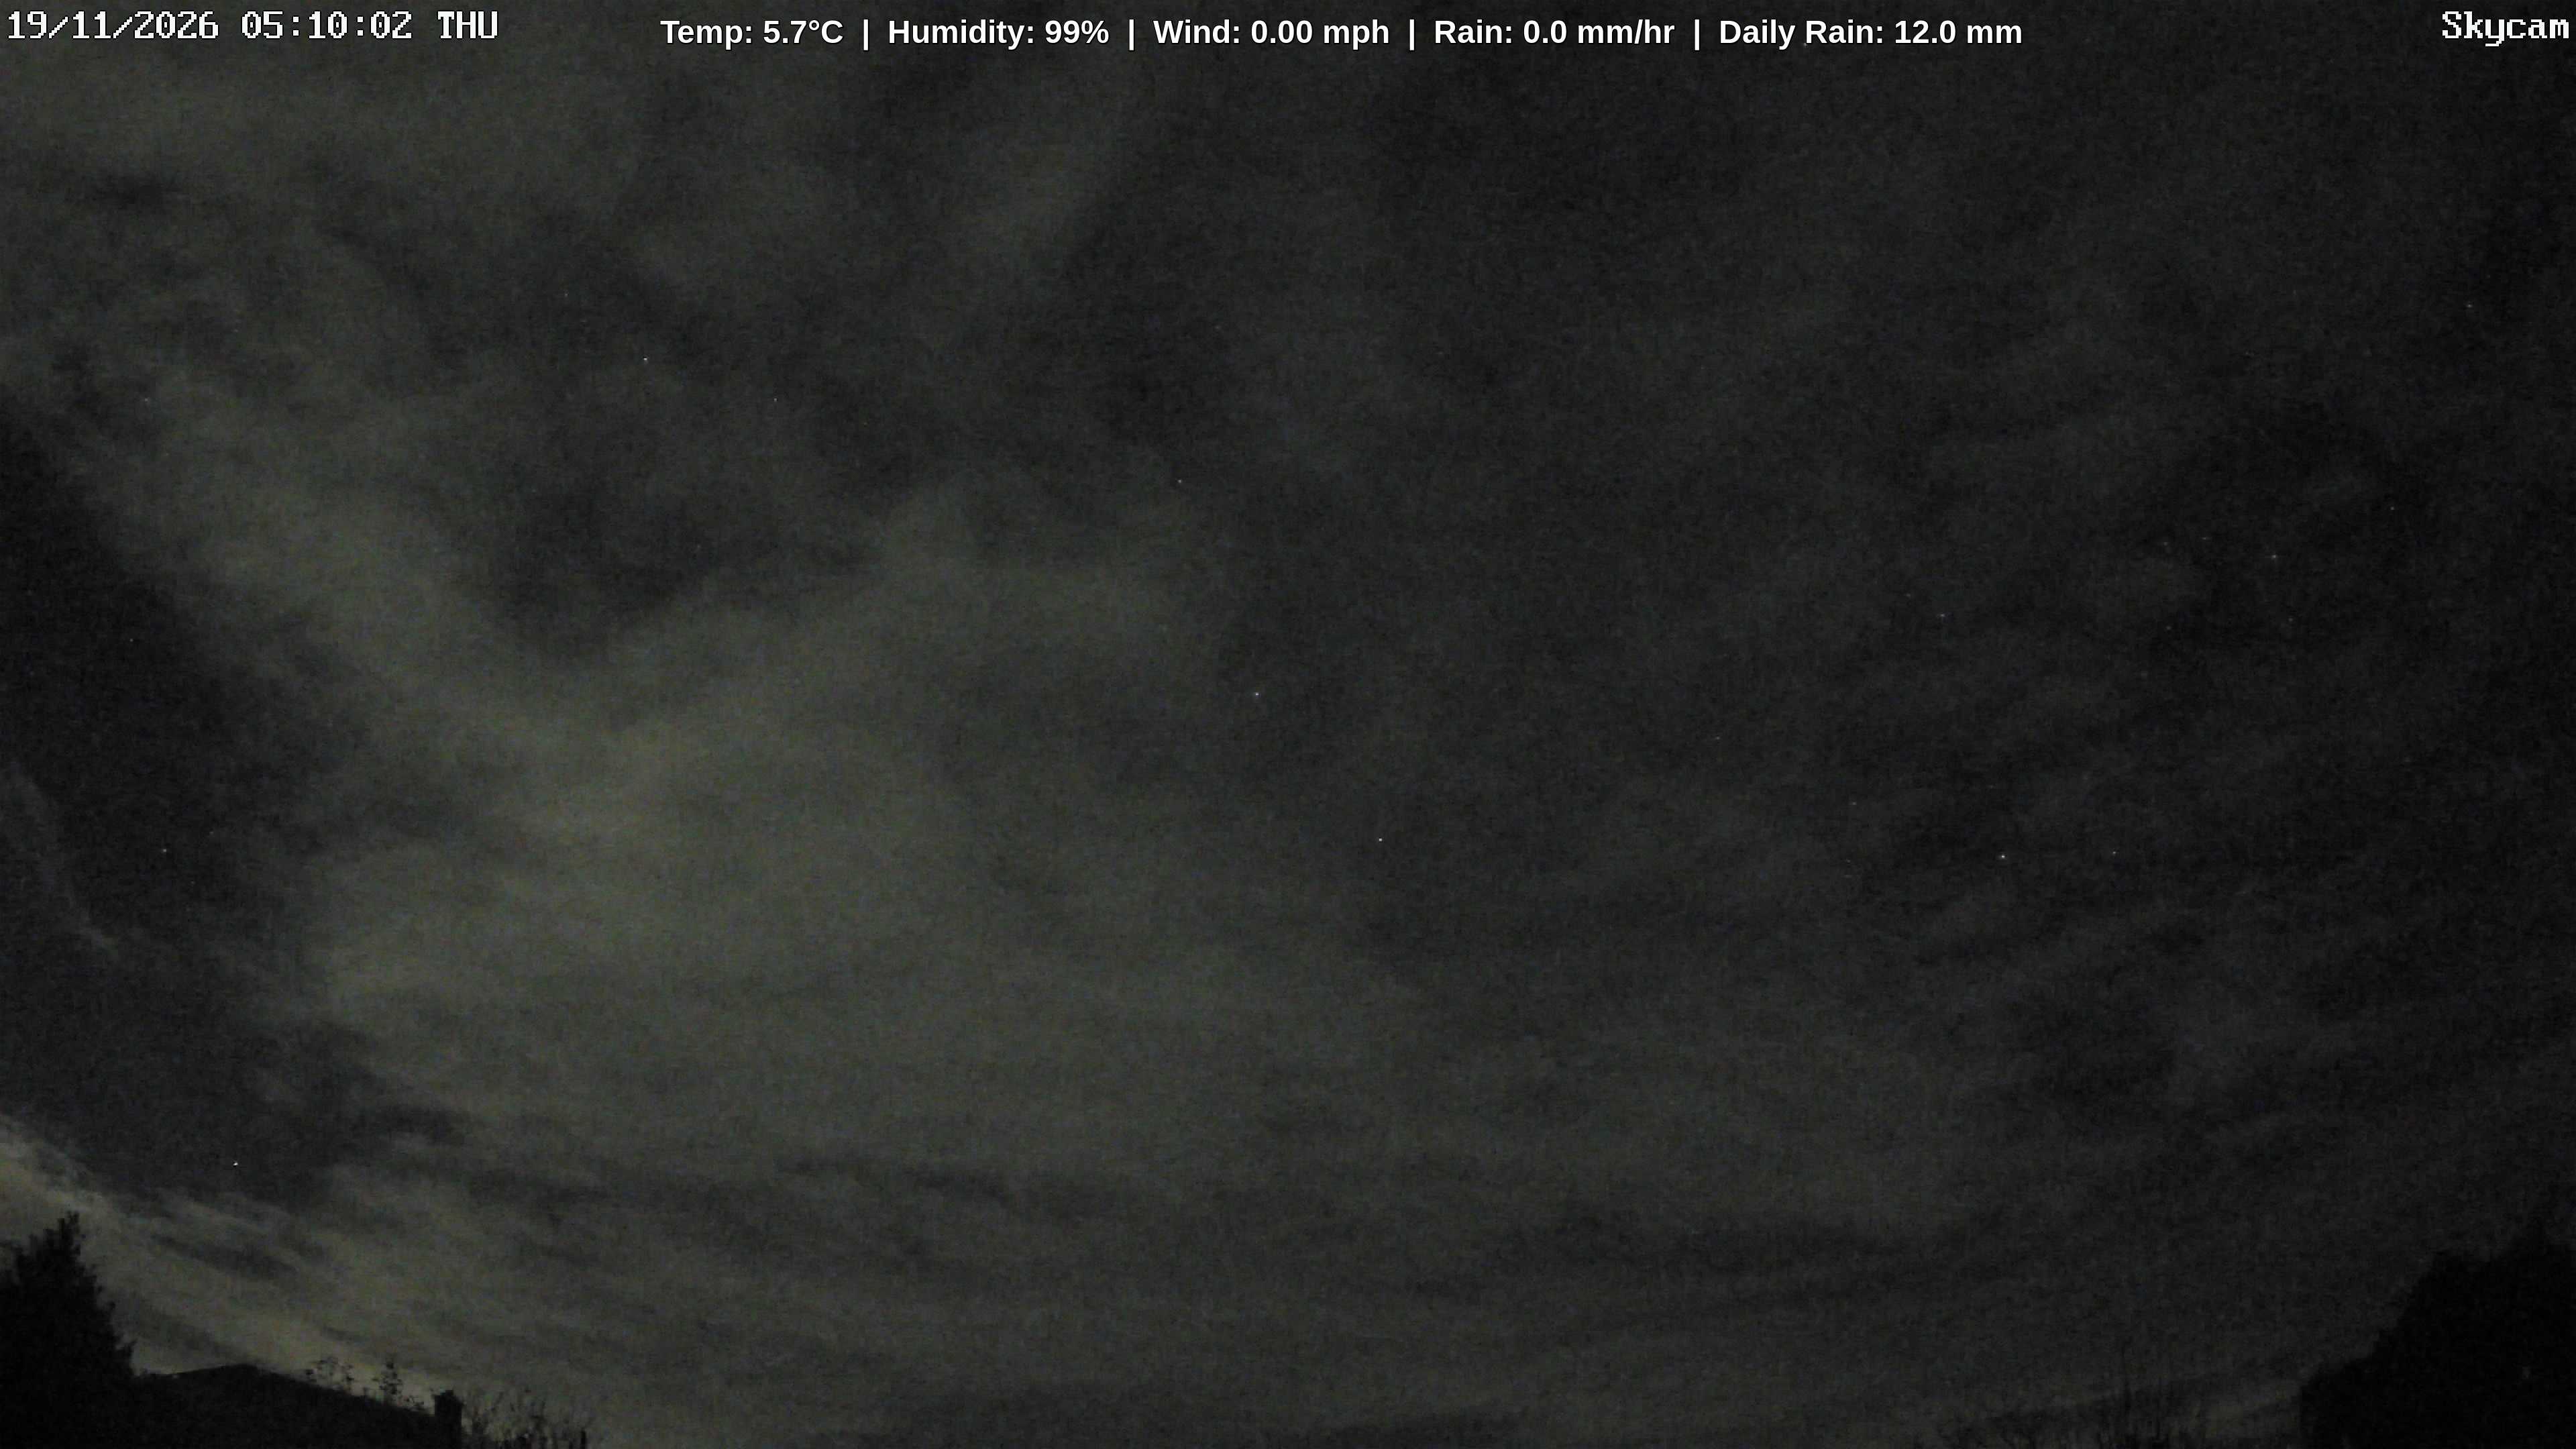 19/11/2026 05:10:02 THU
Temp: 5.7°C | Humidity: 99% | Wind: 0.00 mph | Rain: 0.0 mm/hr | Daily Rain: 12.0 mm
Skycam